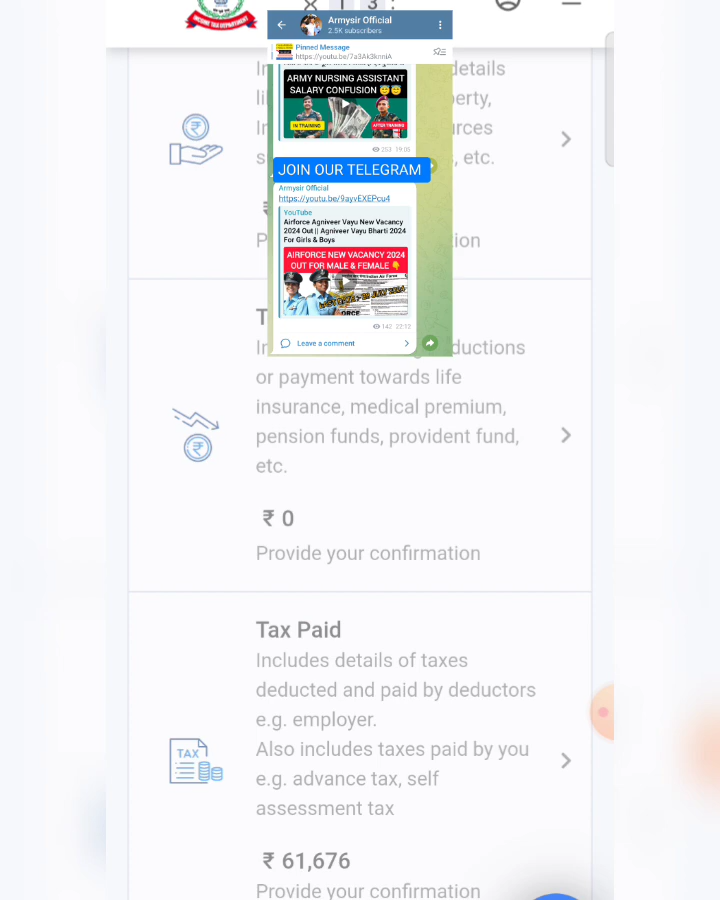 INCOME TAX DEPARTMENT
Armysir Official
2.5K subscribers
Pinned Message
https://youtu.be/7a3Ak3knniA
ARMY NURSING ASSISTANT
SALARY CONFUSION 😇😇
IN TRAINING
AFTER TRAINING
253 19:05
JOIN OUR TELEGRAM
Armysir Official
https://youtu.be/9ayvEXEPcu4
YouTube
Airforce Agniveer Vayu New Vacancy
2024 Out || Agniveer Vayu Bharti 2024
For Girls & Boys
AIRFORCE NEW VACANCY 2024
OUT FOR MALE & FEMALE 👇
142 22:12
Leave a comment
details
etc.
or payment towards life
insurance, medical premium,
pension funds, provident fund,
etc.
₹ 0
Provide your confirmation
Tax Paid
Includes details of taxes
deducted and paid by deductors
e.g. employer.
TAX
Also includes taxes paid by you
e.g. advance tax, self
assessment tax
₹ 61,676
Provide your confirmation